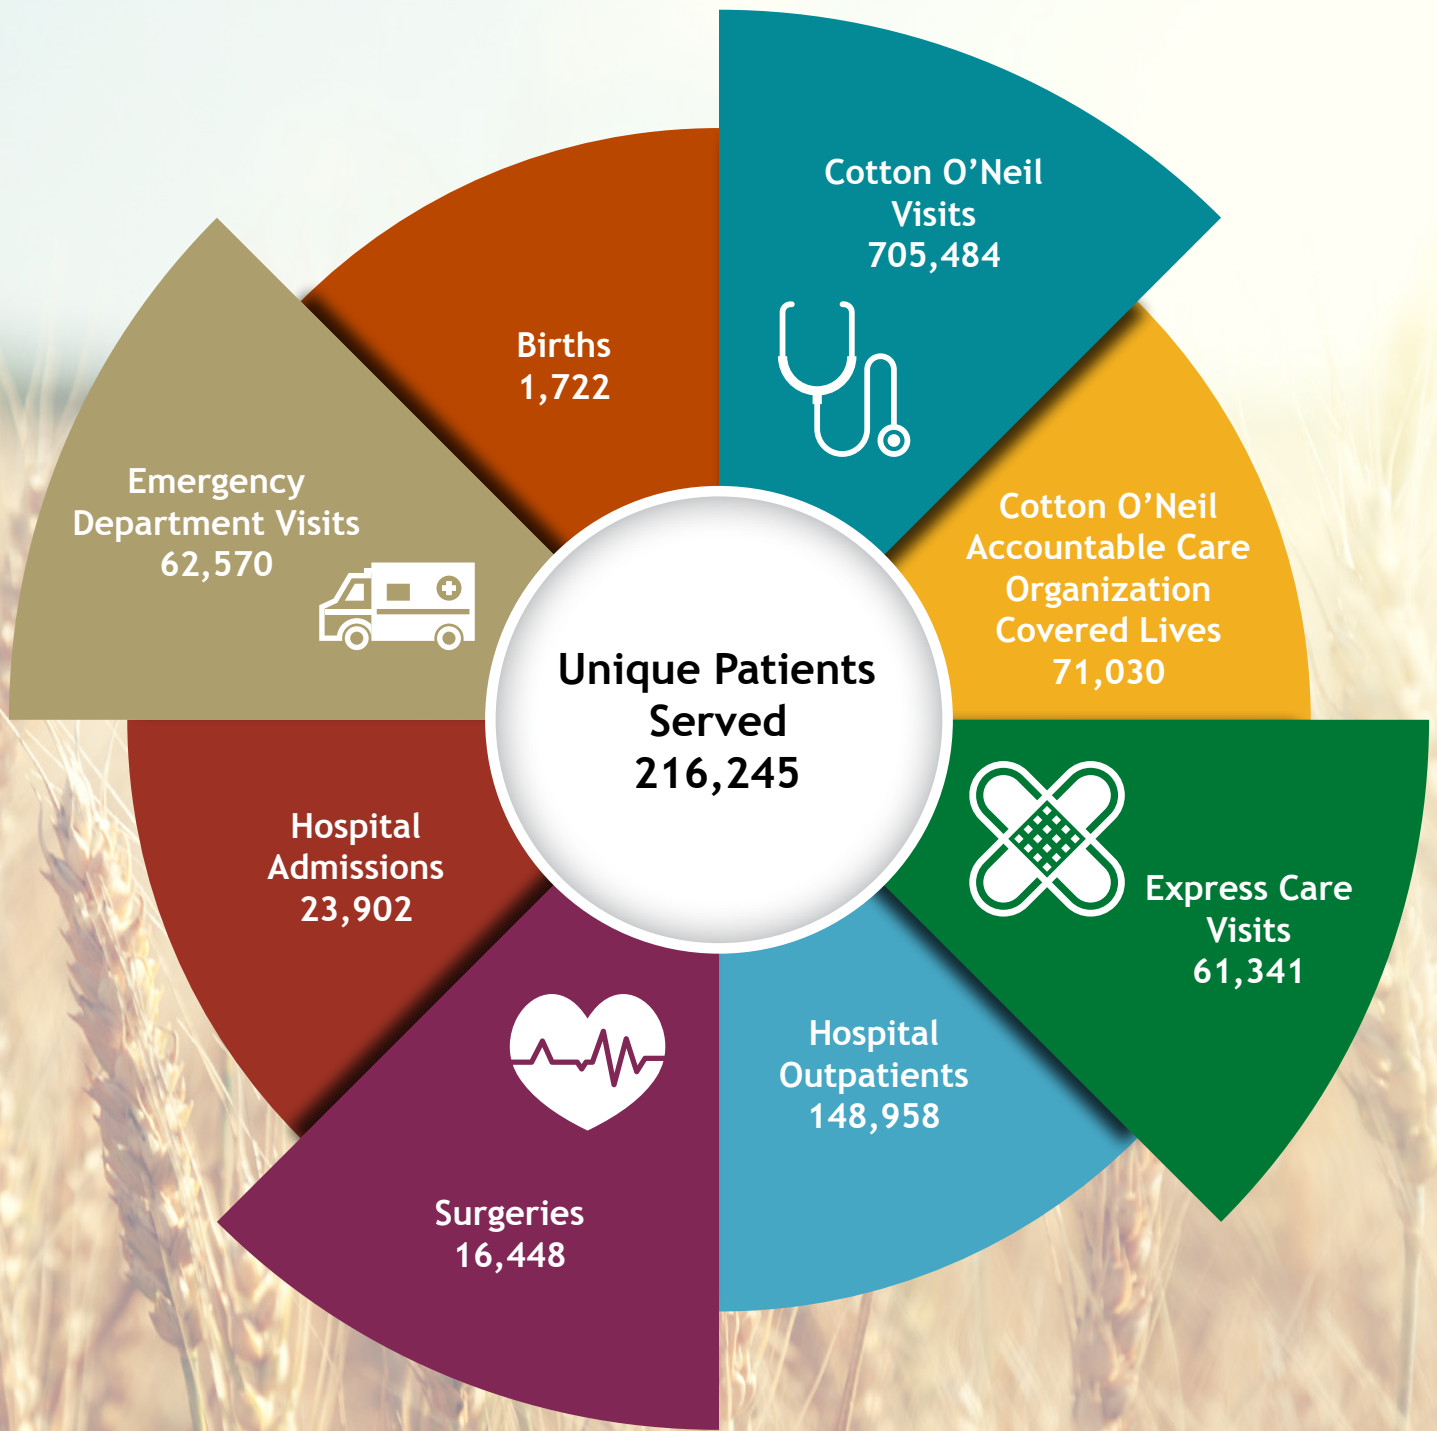 Cotton O’Neil
Visits
705,484
Cotton O’Neil
Accountable Care
Organization
Covered Lives
71,030
Express Care
Visits
61,341
Hospital
Outpatients
148,958
Surgeries
16,448
Hospital
Admissions
23,902
Emergency
Department Visits
62,570
Births
1,722
Unique Patients
Served
216,245